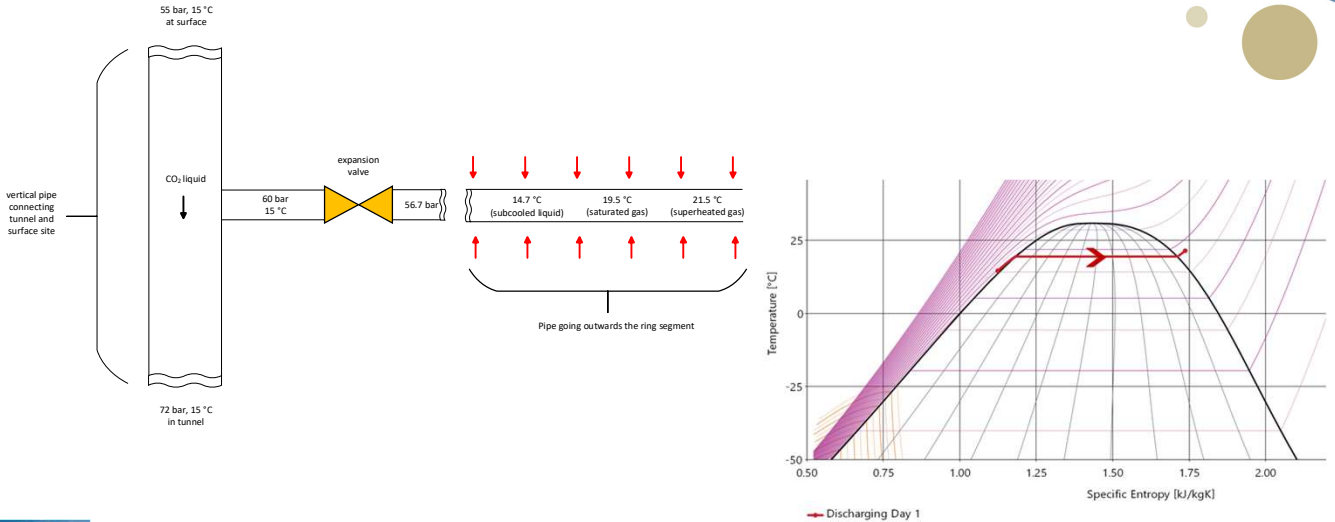 55 bar, 15 °C
at surface
vertical pipe
connecting
tunnel and
surface site
CO₂ liquid
60 bar
15 °C
expansion
valve
56.7 bar
14.7 °C
(subcooled liquid)
19.5 °C
(saturated gas)
21.5 °C
(superheated gas)
Pipe going outwards the ring segment
72 bar, 15 °C
in tunnel
Temperature [°C]
25
0
-25
-50
0.50
0.75
1.00
1.25
1.50
1.75
2.00
Specific Entropy [kJ/kgK]
Discharging Day 1